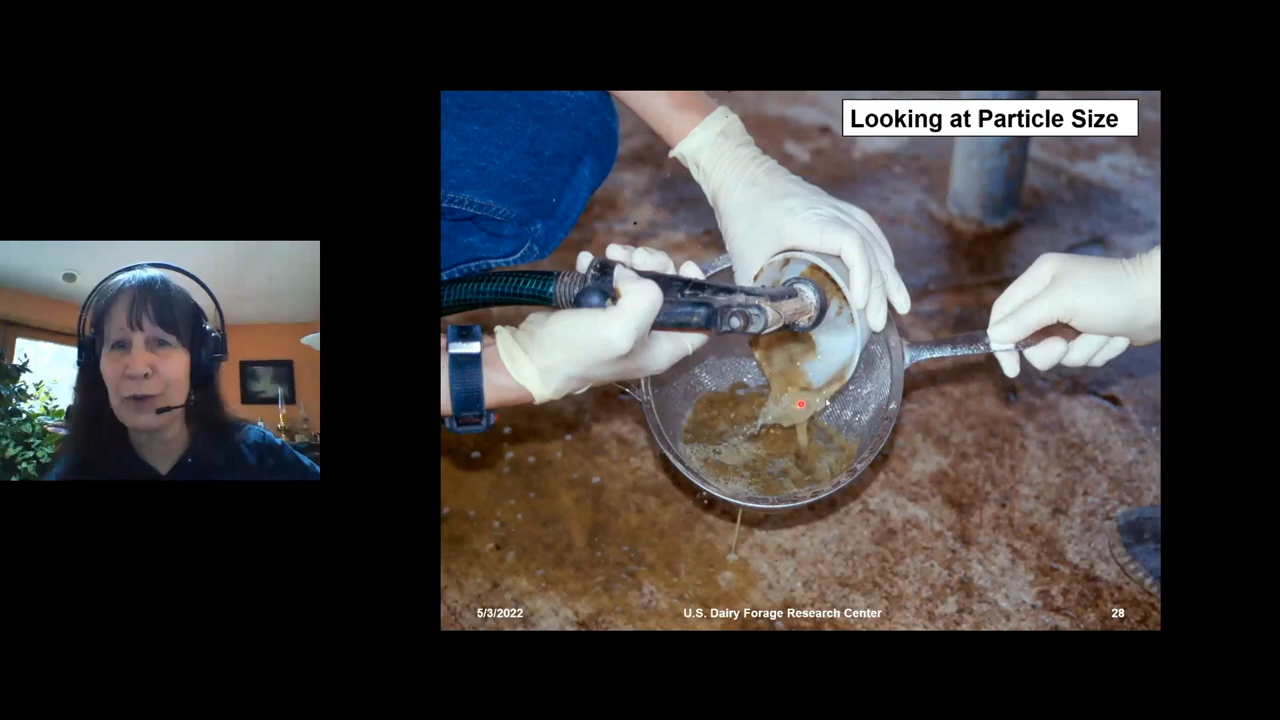 Looking at Particle Size
5/3/2022
U.S. Dairy Forage Research Center
28